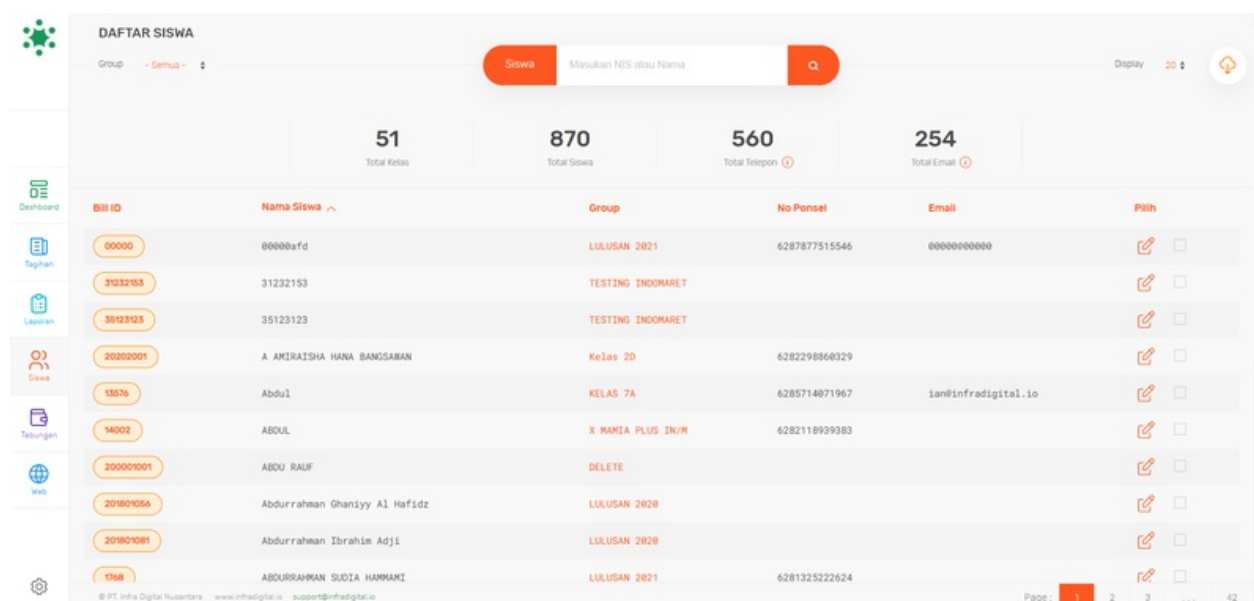 DAFTAR SISWA
Group - Semua -
Siswa Masukan NIS atau Nama
Display 20
51 870 560 254
Total Kelas Total Siswa Total Telepon Total Email
Dashboard
Tagihan
Laporan
Siswa
Tabungan
Web
Bill ID Nama Siswa Group No Ponsel Email Pilih
00000 00000afd LULUSAN 2021 6287877515546 00000@00000
31232153 31232153 TESTING INDOMARET
35123123 35123123 TESTING INDOMARET
20202001 A AMIRAISHA HANA BANGSAWAN Kelas 2D 6282298860329
13576 Abdul KELAS 7A 6285714071967 ian@infradigital.io
14002 ABDUL X MAMIA PLUS IN/M 6282118939383
200001001 ABDU RAUF DELETE
201801056 Abdurrahman Ghaniyy Al Hafidz LULUSAN 2020
201801081 Abdurrahman Ibrahim Adji LULUSAN 2020
1768 ABDURRAHMAN SUDIA HAMMAMI LULUSAN 2021 6281325222624
© PT. Infra Digital Nusantara www.infradigital.io support@infradigital.io Page : 1 2 3 ... 42